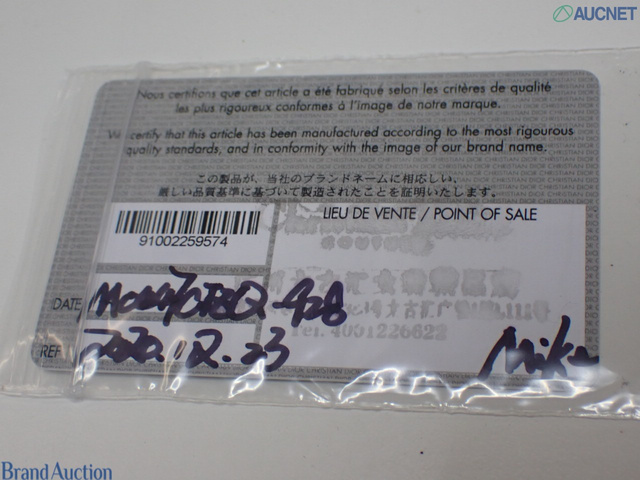 AUCNET
Nous certifions que cet article a été fabriqué selon les critères de qualité
les plus rigoureux conformes à l'image de notre marque.
We certify that this article has been manufactured according to the most rigourous
quality standards, and in conformity with the image of our brand name.
この製品が、当社のブランドネームに相応しい、
厳しい品質基準に基づいて製造されたことを証明いたします。
LIEU DE VENTE / POINT OF SALE
91002259574
DATE
Tel. 4001226622
REF 2020.12.23
Mike
Brand Auction